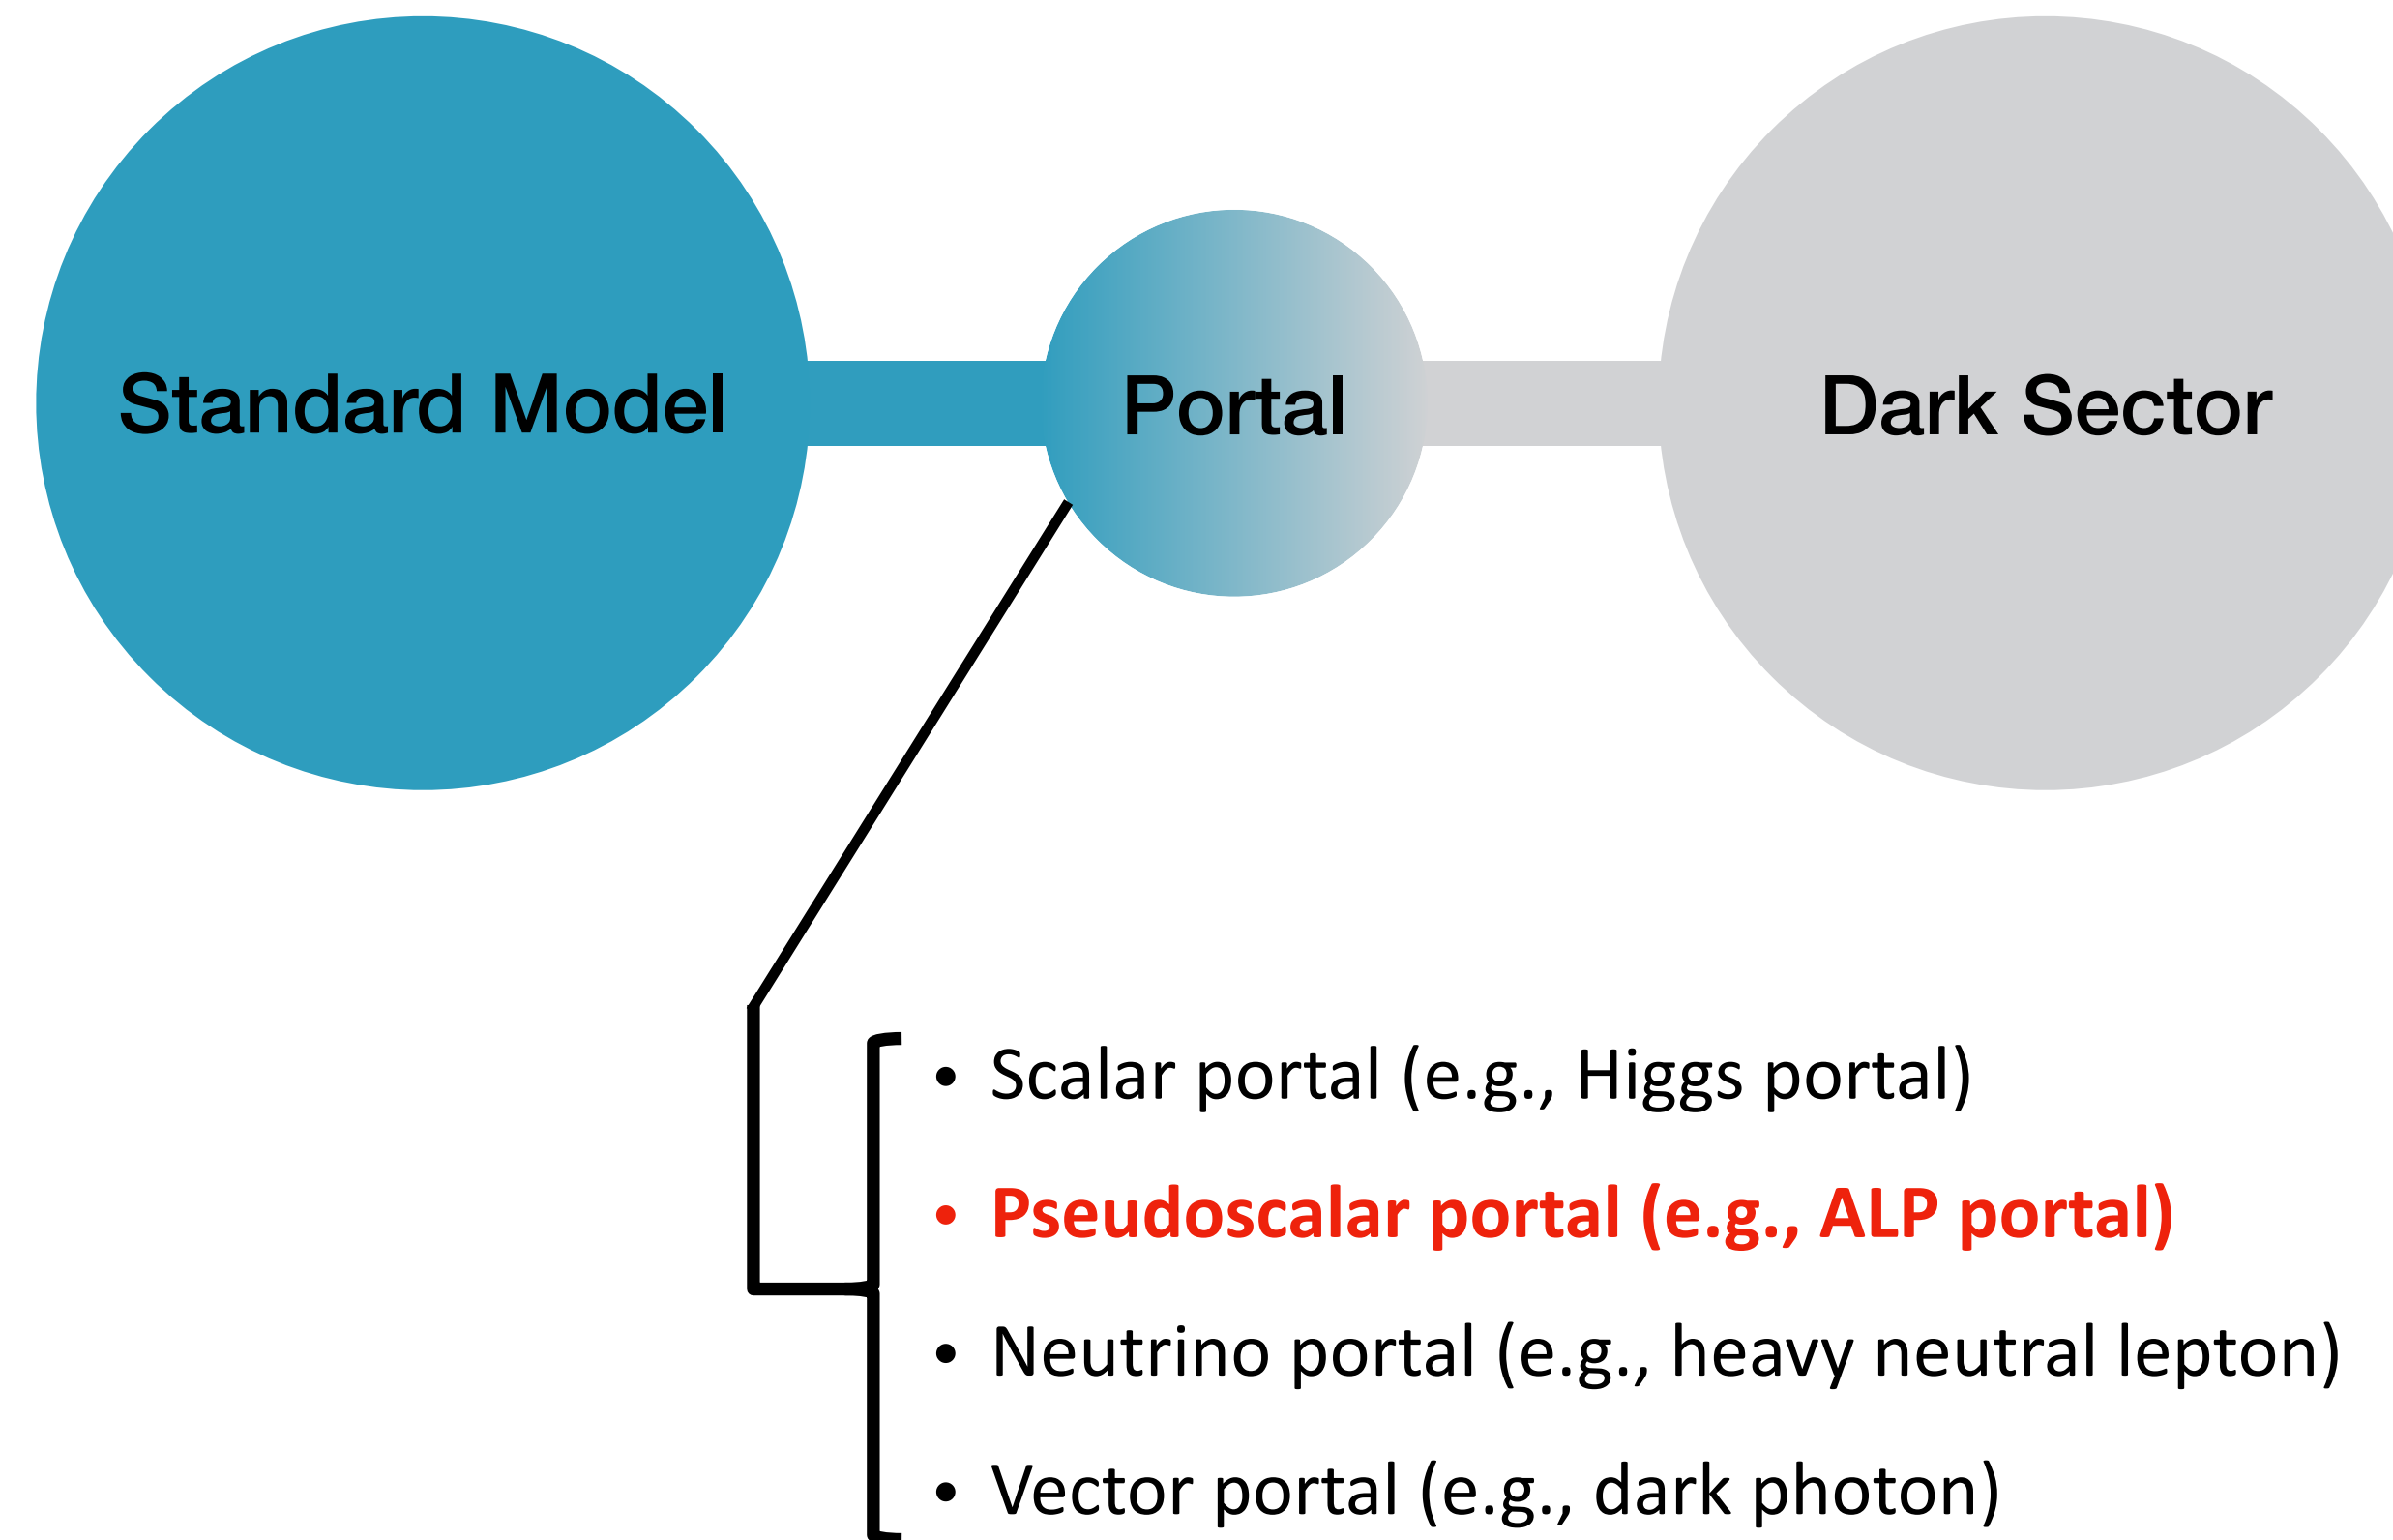 Standard Model
Portal
Dark Sector
• Scalar portal (e.g., Higgs portal)
• Pseudoscalar portal (e.g., ALP portal)
• Neutrino portal (e.g., heavy neutral lepton)
• Vector portal (e.g., dark photon)